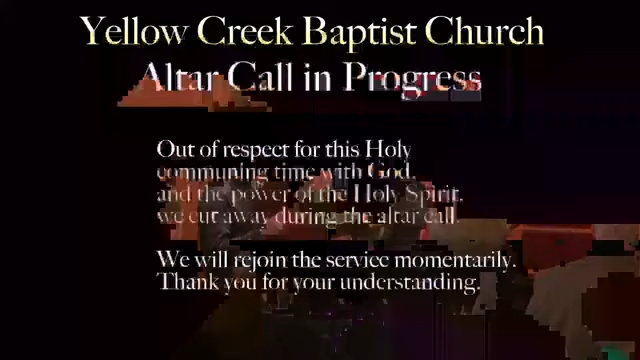 Yellow Creek Baptist Church
Altar Call in Progress
Out of respect for this Holy
communing time with God,
and the power of the Holy Spirit,
we cut away during the altar call.
We will rejoin the service momentarily.
Thank you for your understanding.